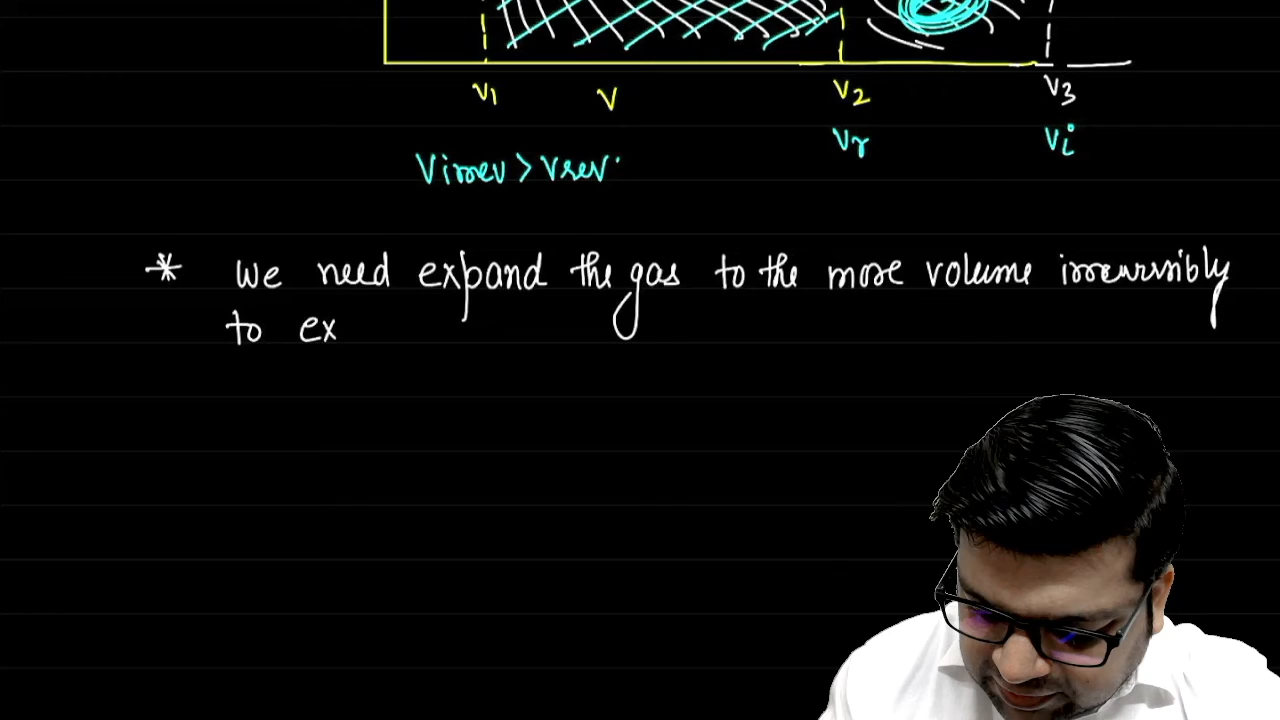 V1 V V2 V3
Vr Vi
Virrev > Vrev.
* We need expand the gas to the more volume irreversibly
to ex